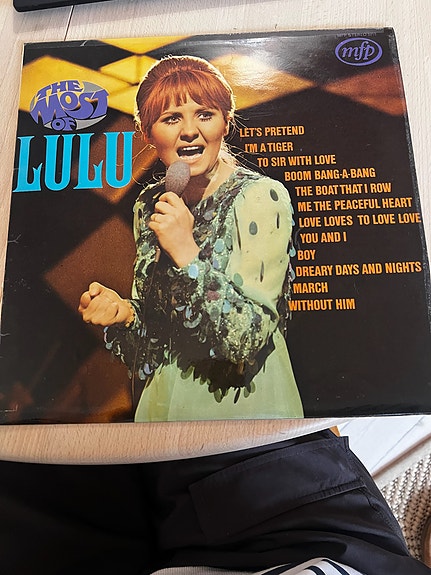 THE
MOST
OF
LULU
mfp
LET'S PRETEND
I'M A TIGER
TO SIR WITH LOVE
BOOM BANG-A-BANG
THE BOAT THAT I ROW
ME THE PEACEFUL HEART
LOVE LOVES TO LOVE LOVE
YOU AND I
BOY
DREARY DAYS AND NIGHTS
MARCH
WITHOUT HIM